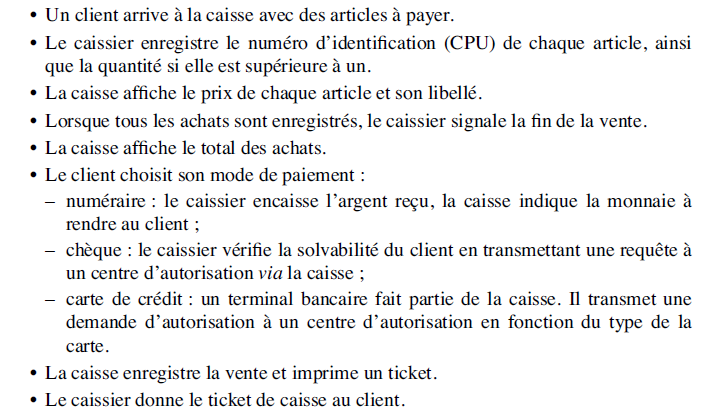 • Un client arrive à la caisse avec des articles à payer.
• Le caissier enregistre le numéro d’identification (CPU) de chaque article, ainsi
que la quantité si elle est supérieure à un.
• La caisse affiche le prix de chaque article et son libellé.
• Lorsque tous les achats sont enregistrés, le caissier signale la fin de la vente.
• La caisse affiche le total des achats.
• Le client choisit son mode de paiement :
– numéraire : le caissier encaisse l’argent reçu, la caisse indique la monnaie à
rendre au client ;
– chèque : le caissier vérifie la solvabilité du client en transmettant une requête à
un centre d’autorisation via la caisse ;
– carte de crédit : un terminal bancaire fait partie de la caisse. Il transmet une
demande d’autorisation à un centre d’autorisation en fonction du type de la
carte.
• La caisse enregistre la vente et imprime un ticket.
• Le caissier donne le ticket de caisse au client.